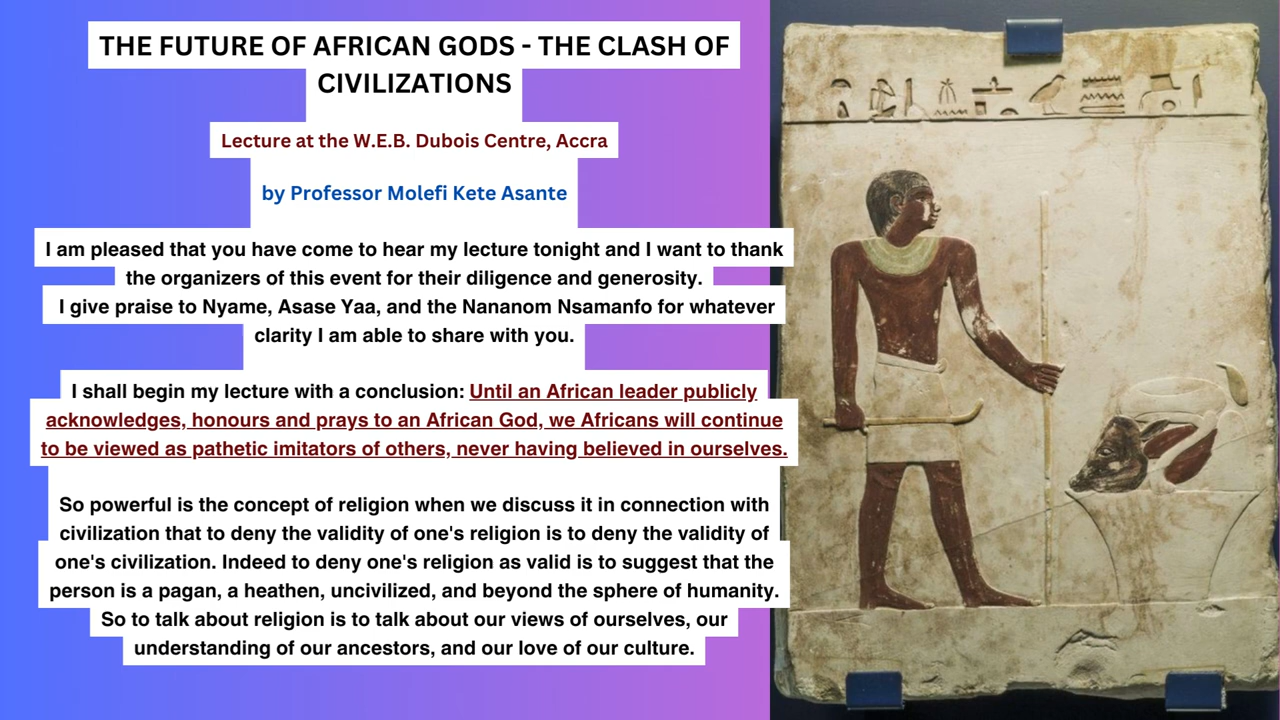 THE FUTURE OF AFRICAN GODS - THE CLASH OF
CIVILIZATIONS
Lecture at the W.E.B. Dubois Centre, Accra
by Professor Molefi Kete Asante
I am pleased that you have come to hear my lecture tonight and I want to thank
the organizers of this event for their diligence and generosity.
I give praise to Nyame, Asase Yaa, and the Nananom Nsamanfo for whatever
clarity I am able to share with you.
I shall begin my lecture with a conclusion: Until an African leader publicly
acknowledges, honours and prays to an African God, we Africans will continue
to be viewed as pathetic imitators of others, never having believed in ourselves.
So powerful is the concept of religion when we discuss it in connection with
civilization that to deny the validity of one's religion is to deny the validity of
one's civilization. Indeed to deny one's religion as valid is to suggest that the
person is a pagan, a heathen, uncivilized, and beyond the sphere of humanity.
So to talk about religion is to talk about our views of ourselves, our
understanding of our ancestors, and our love of our culture.